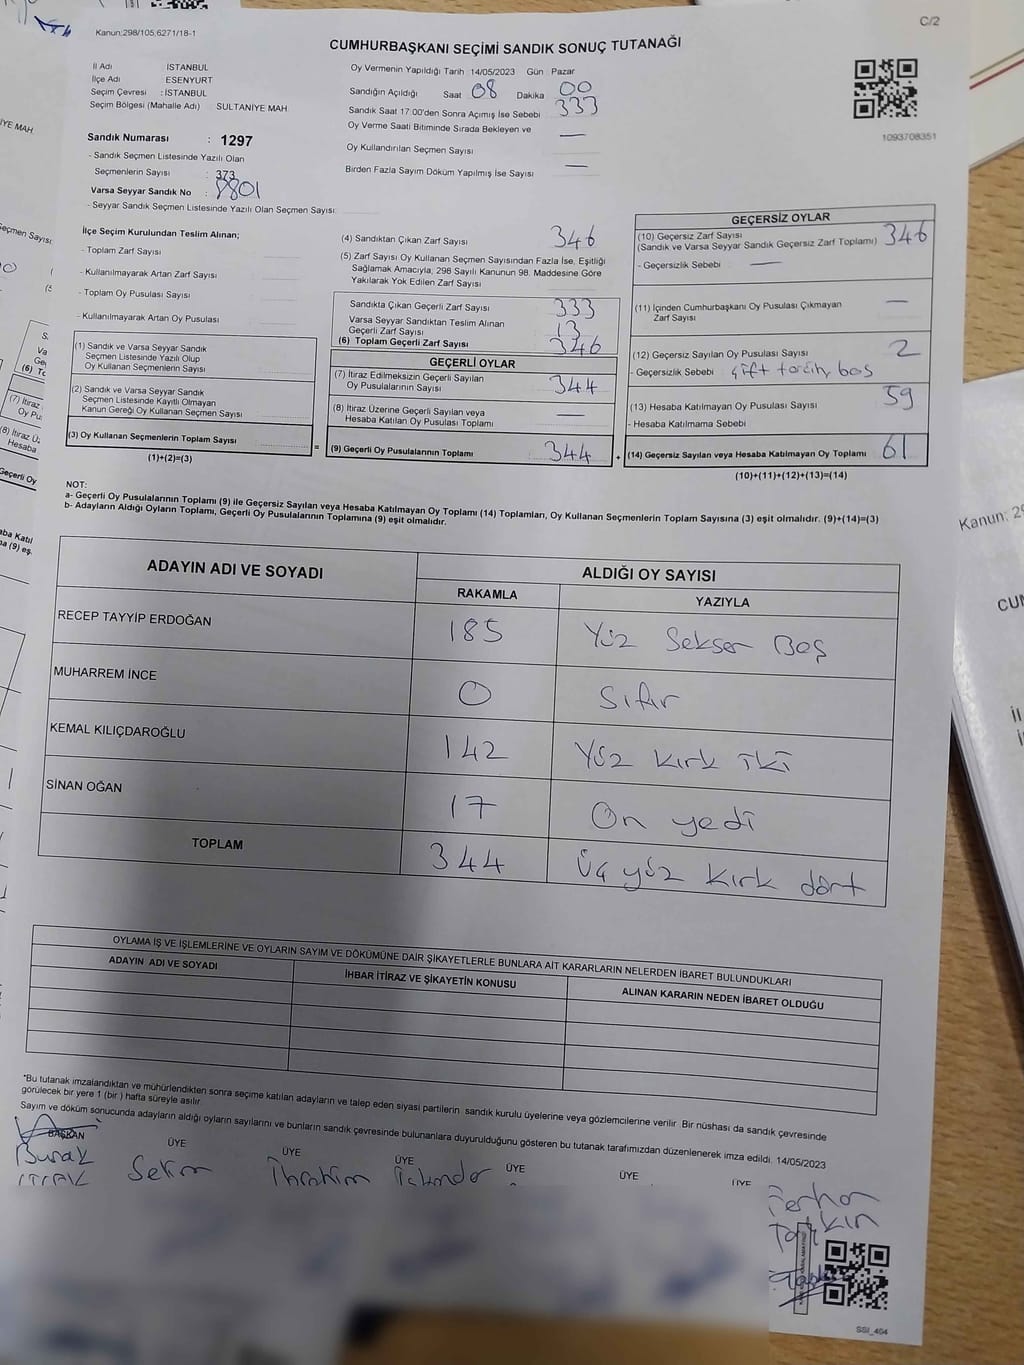 Kanun:298/105,6271/18-1
C/2
CUMHURBAŞKANI SEÇİMİ SANDIK SONUÇ TUTANAĞI
İl Adı İSTANBUL
İlçe Adı ESENYURT
Seçim Çevresi : İSTANBUL
Seçim Bölgesi (Mahalle Adı) SULTANİYE MAH.
Sandık Numarası : 1297
- Sandık Seçmen Listesinde Yazılı Olan
Seçmenlerin Sayısı : 373
Varsa Seyyar Sandık No : 8801
- Seyyar Sandık Seçmen Listesinde Yazılı Olan Seçmen Sayısı:
Oy Vermenin Yapıldığı Tarih 14/05/2023 Gün Pazar
Sandığın Açıldığı Saat 08 Dakika 00
Sandık Saat 17:00'den Sonra Açmış İse Sebebi 333
Oy Verme Saati Bitiminde Sırada Bekleyen ve —
Oy Kullandırılan Seçmen Sayısı
Birden Fazla Sayım Döküm Yapılmış İse Sayısı —
1093708351
İlçe Seçim Kurulundan Teslim Alınan;
- Toplam Zarf Sayısı
- Kullanılmayarak Artan Zarf Sayısı
- Toplam Oy Pusulası Sayısı
- Kullanılmayarak Artan Oy Pusulası
(1) Sandık ve Varsa Seyyar Sandık
Seçmen Listesinde Yazılı Olup
Oy Kullanan Seçmenlerin Sayısı
(2) Sandık ve Varsa Seyyar Sandık
Seçmen Listesinde Kayıtlı Olmayan
Kanun Gereği Oy Kullanan Seçmen Sayısı
(3) Oy Kullanan Seçmenlerin Toplam Sayısı
(1)+(2)=(3)
(4) Sandıktan Çıkan Zarf Sayısı 346
(5) Zarf Sayısı Oy Kullanan Seçmen Sayısından Fazla İse, Eşitliği
Sağlamak Amacıyla, 298 Sayılı Kanunun 98. Maddesine Göre
Yakılarak Yok Edilen Zarf Sayısı
Sandıkta Çıkan Geçerli Zarf Sayısı 333
Varsa Seyyar Sandıktan Teslim Alınan
Geçerli Zarf Sayısı 13
(6) Toplam Geçerli Zarf Sayısı 346
GEÇERLİ OYLAR
(7) İtiraz Edilmeksizin Geçerli Sayılan
Oy Pusulalarının Sayısı 344
(8) İtiraz Üzerine Geçerli Sayılan veya
Hesaba Katılan Oy Pusulası Toplamı —
= (9) Geçerli Oy Pusulalarının Toplamı 344
GEÇERSİZ OYLAR
(10) Geçersiz Zarf Sayısı
(Sandık ve Varsa Seyyar Sandık Geçersiz Zarf Toplamı) 346
- Geçersizlik Sebebi —
(11) İçinden Cumhurbaşkanı Oy Pusulası Çıkmayan
Zarf Sayısı —
(12) Geçersiz Sayılan Oy Pusulası Sayısı 2
- Geçersizlik Sebebi : çift tercih, boş
(13) Hesaba Katılmayan Oy Pusulası Sayısı 59
- Hesaba Katılmama Sebebi
+ (14) Geçersiz Sayılan veya Hesaba Katılmayan Oy Toplamı 61
(10)+(11)+(12)+(13)=(14)
NOT:
a- Geçerli Oy Pusulalarının Toplamı (9) ile Geçersiz Sayılan veya Hesaba Katılmayan Oy Toplamı (14) Toplamları, Oy Kullanan Seçmenlerin Toplam Sayısına (3) eşit olmalıdır. (9)+(14)=(3)
b- Adayların Aldığı Oyların Toplamı, Geçerli Oy Pusulalarının Toplamına (9) eşit olmalıdır.
ADAYIN ADI VE SOYADI
ALDIĞI OY SAYISI
RAKAMLA YAZIYLA
RECEP TAYYİP ERDOĞAN 185 Yüz Seksen Beş
MUHARREM İNCE 0 Sıfır
KEMAL KILIÇDAROĞLU 142 Yüz kırk iki
SİNAN OĞAN 17 On yedi
TOPLAM 344 Üç yüz kırk dört
OYLAMA İŞ VE İŞLEMLERİNE VE OYLARIN SAYIM VE DÖKÜMÜNE DAİR ŞİKAYETLERLE BUNLARA AİT KARARLARIN NELERDEN İBARET BULUNDUKLARI
ADAYIN ADI VE SOYADI İHBAR İTİRAZ VE ŞİKAYETİN KONUSU ALINAN KARARIN NEDEN İBARET OLDUĞU
*Bu tutanak imzalandıktan ve mühürlendikten sonra seçime katılan adayların ve talep eden siyasi partilerin sandık kurulu üyelerine veya gözlemcilerine verilir. Bir nüshası da sandık çevresinde
görülecek bir yere 1 (bir ) hafta süreyle asılır.
Sayım ve döküm sonucunda adayların aldığı oyların sayılarını ve bunların sandık çevresinde bulunanlara duyurulduğunu gösteren bu tutanak tarafımızdan düzenlenerek imza edildi. 14/05/2023
BAŞKAN ÜYE ÜYE ÜYE ÜYE ÜYE ÜYE
Burak Selim İbrahim İskender Ferhan
SSI_404
Kanun: 29